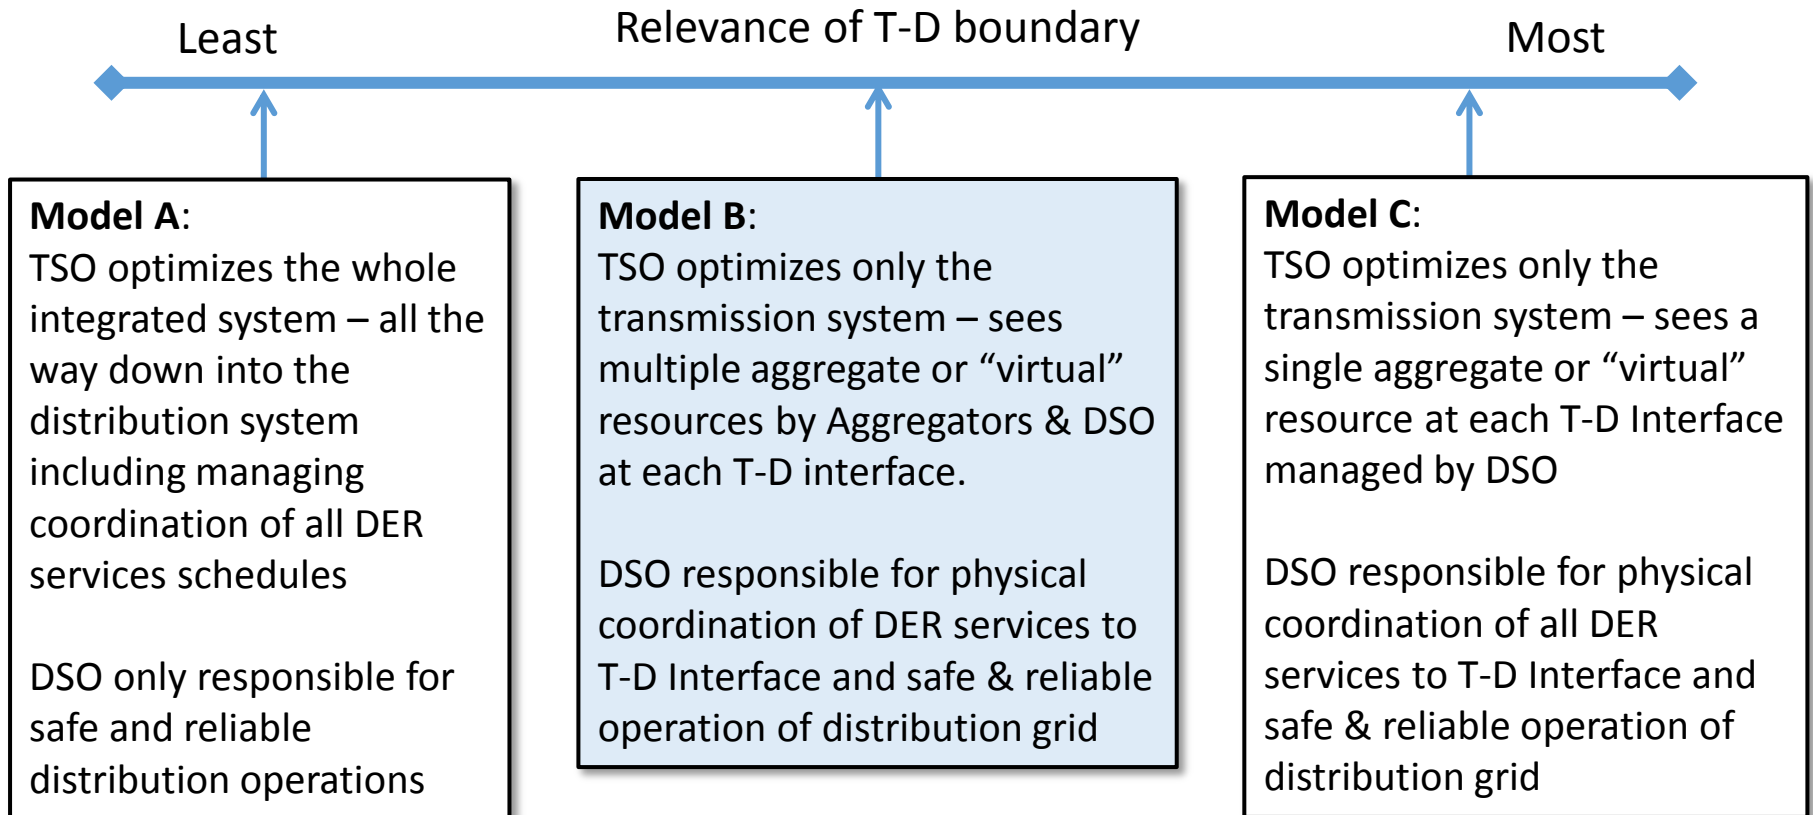 Least
Relevance of T-D boundary
Most
Model A:
TSO optimizes the whole
integrated system – all the
way down into the
distribution system
including managing
coordination of all DER
services schedules
DSO only responsible for
safe and reliable
distribution operations
Model B:
TSO optimizes only the
transmission system – sees
multiple aggregate or “virtual”
resources by Aggregators & DSO
at each T-D interface.
DSO responsible for physical
coordination of DER services to
T-D Interface and safe & reliable
operation of distribution grid
Model C:
TSO optimizes only the
transmission system – sees a
single aggregate or “virtual”
resource at each T-D Interface
managed by DSO
DSO responsible for physical
coordination of all DER
services to T-D Interface and
safe & reliable operation of
distribution grid